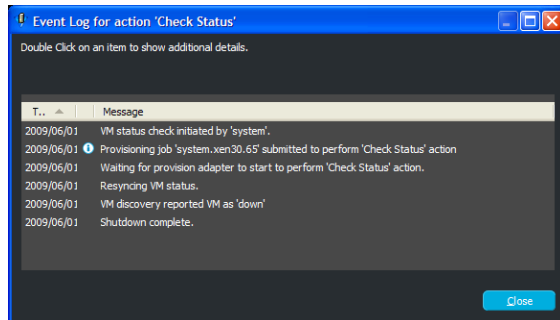 Event Log for action 'Check Status'
Double Click on an item to show additional details.
T.. Message
2009/06/01 VM status check initiated by 'system'.
2009/06/01 Provisioning job 'system.xen30.65' submitted to perform 'Check Status' action
2009/06/01 Waiting for provision adapter to start to perform 'Check Status' action.
2009/06/01 Resyncing VM status.
2009/06/01 VM discovery reported VM as 'down'
2009/06/01 Shutdown complete.
Close